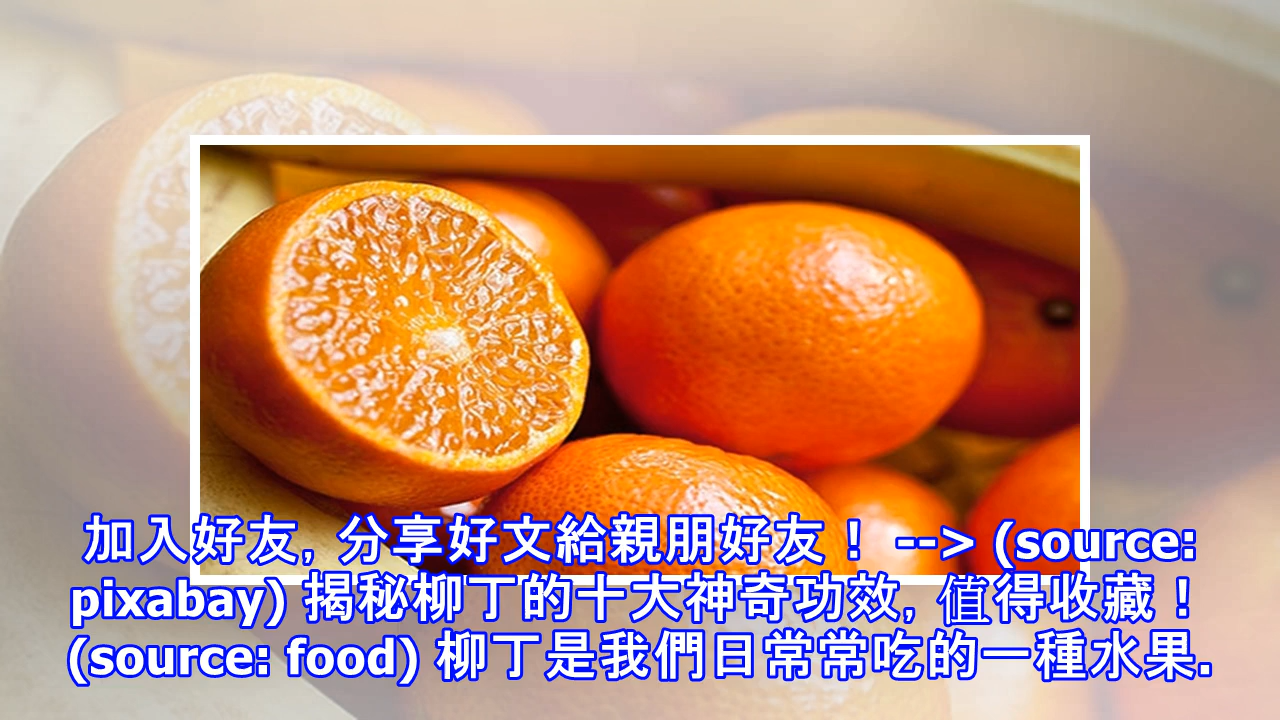 加入好友, 分享好文給親朋好友！ --> (source:
pixabay) 揭秘柳丁的十大神奇功效, 值得收藏！
(source: food) 柳丁是我們日常常吃的一種水果.